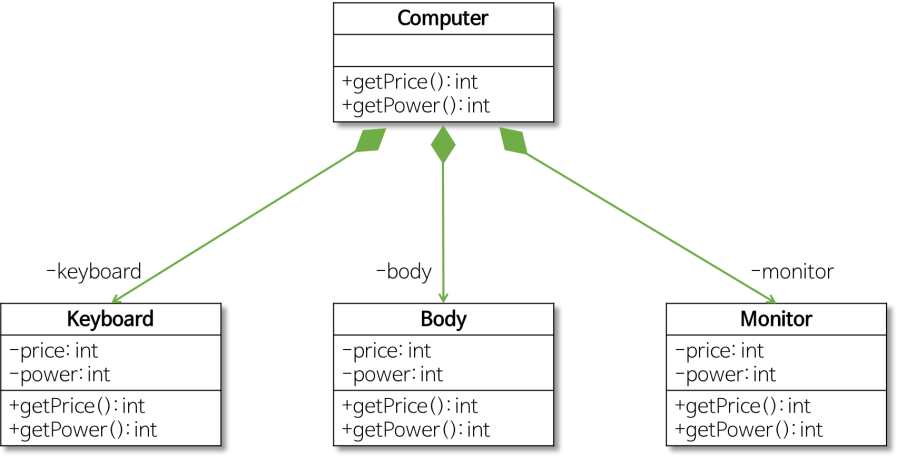 Computer
+getPrice(): int
+getPower(): int
-keyboard
-body
-monitor
Keyboard
-price: int
-power: int
+getPrice(): int
+getPower(): int
Body
-price: int
-power: int
+getPrice(): int
+getPower(): int
Monitor
-price: int
-power: int
+getPrice(): int
+getPower(): int